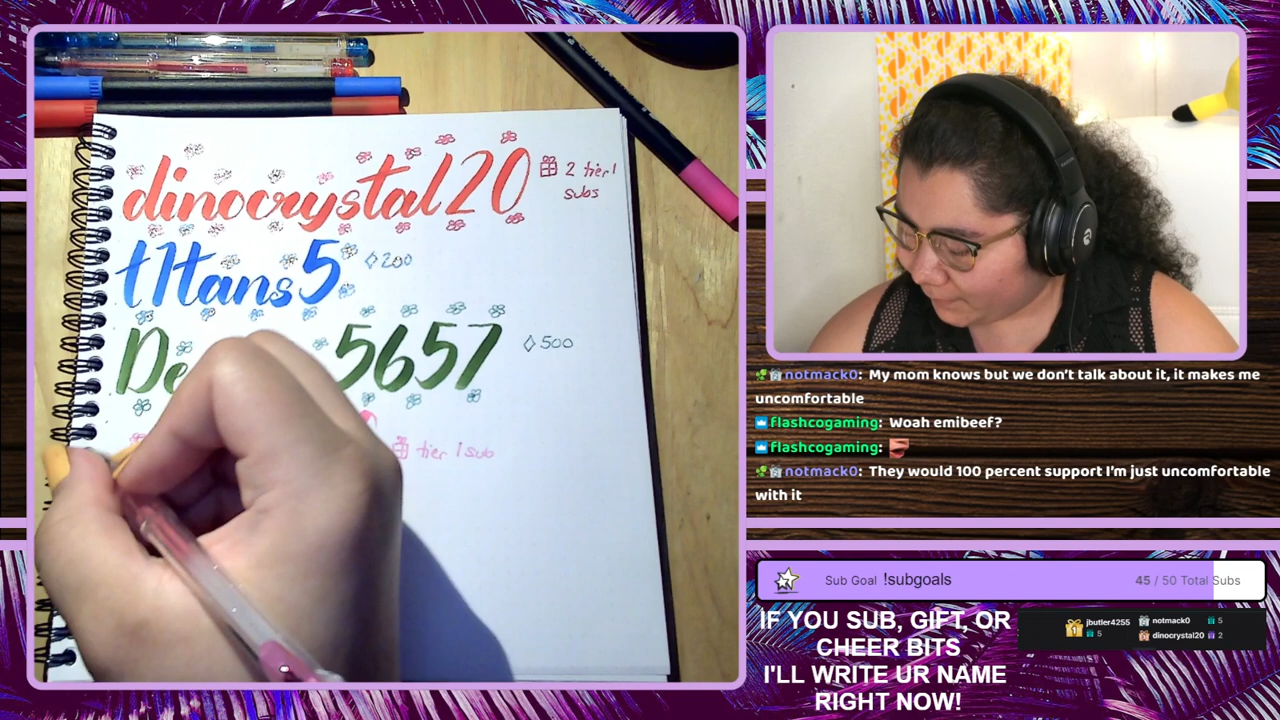 dinocrystal20
2 tier 1
subs
t1tans5
200
De 5657
500
tier 1 sub
notmack0: My mom knows but we don't talk about it, it makes me
uncomfortable
flashcogaming: Woah emibeef?
flashcogaming:
notmack0: They would 100 percent support I'm just uncomfortable
with it
Sub Goal !subgoals 45 / 50 Total Subs
IF YOU SUB, GIFT, OR
CHEER BITS
I'LL WRITE UR NAME
RIGHT NOW!
1 jbutler4255 5
notmack0 5
dinocrystal20 2